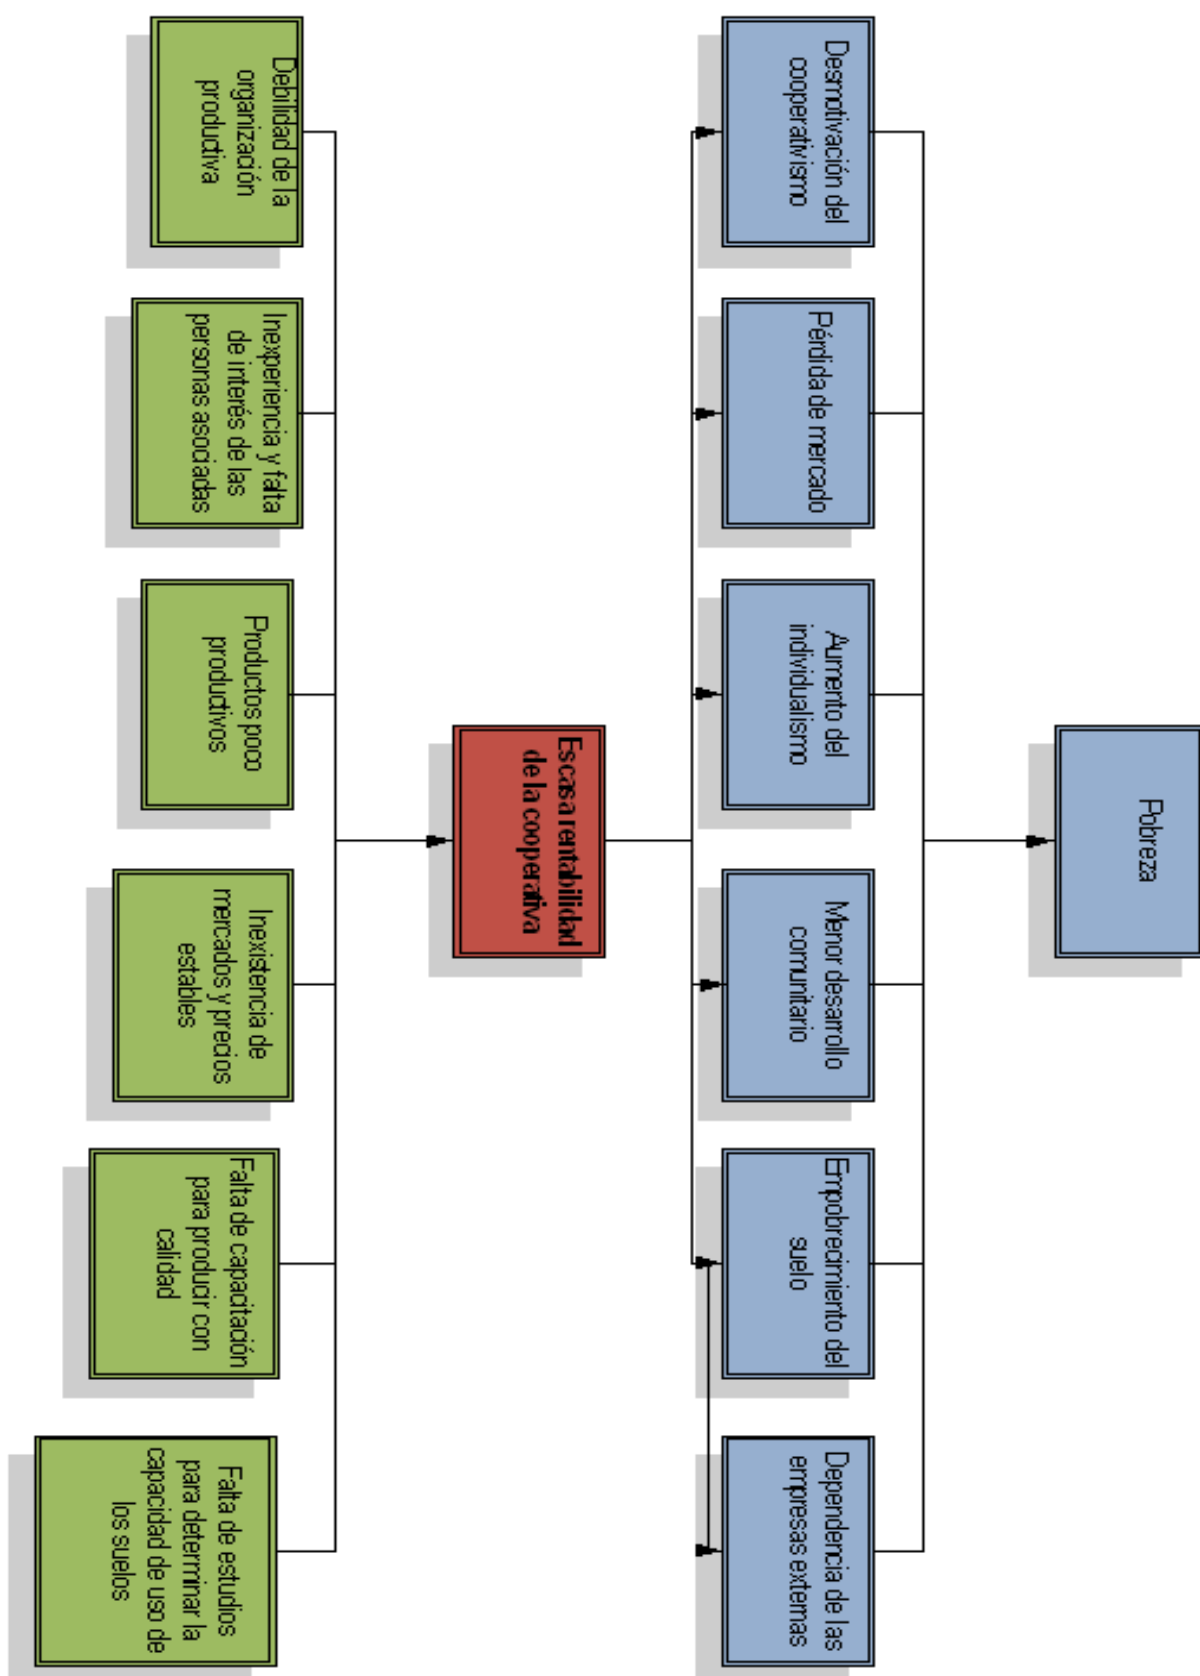 Pobreza
Desmotivación del
cooperativismo
Pérdida de mercado
Aumento del
individualismo
Menor desarrollo
comunitario
Empobrecimiento del
suelo
Dependencia de las
empresas externas
Escasa rentabilidad
de la cooperativa
Debilidad de la
organización
productiva
Inexperiencia y falta
de interés de las
personas asociadas
Productos poco
productivos
Inexistencia de
mercados y precios
estables
Falta de capacitación
para producir con
calidad
Falta de estudios
para determinar la
capacidad de uso de
los suelos